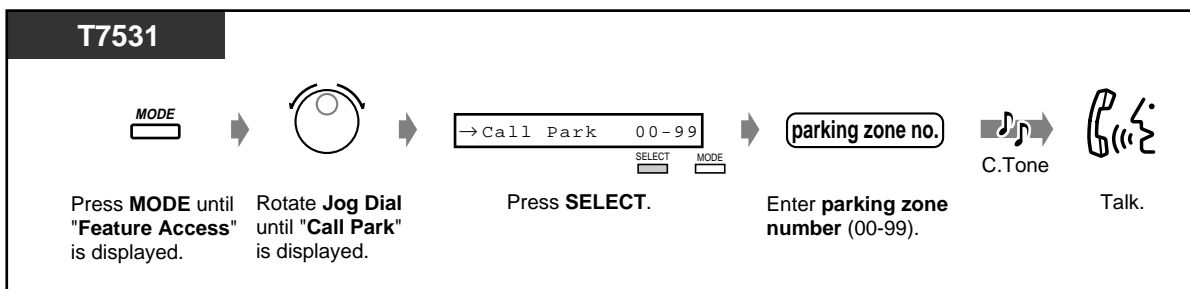 T7531
MODE
→Call Park 00-99
SELECT MODE
parking zone no.
C.Tone
Press MODE until
"Feature Access"
is displayed.
Rotate Jog Dial
until "Call Park"
is displayed.
Press SELECT.
Enter parking zone
number (00-99).
Talk.